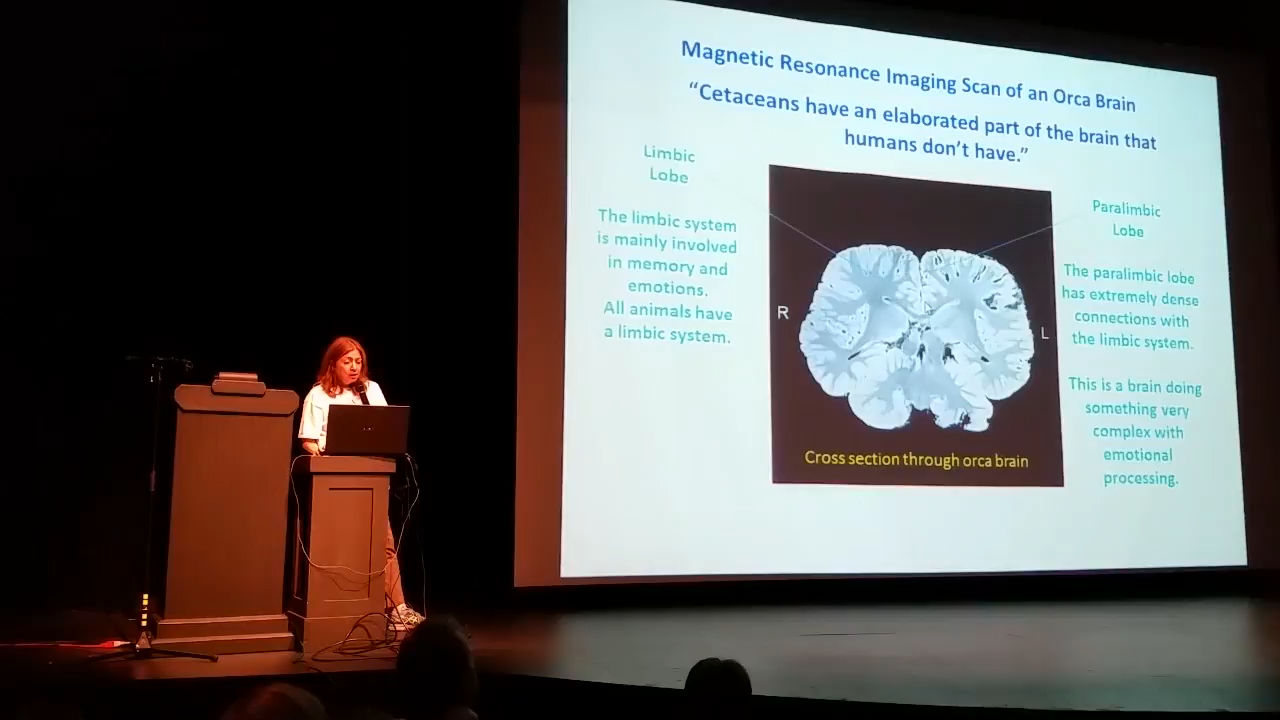 Magnetic Resonance Imaging Scan of an Orca Brain
“Cetaceans have an elaborated part of the brain that
humans don’t have.”
Limbic
Lobe
The limbic system
is mainly involved
in memory and
emotions.
All animals have
a limbic system.
R
L
Cross section through orca brain
Paralimbic
Lobe
The paralimbic lobe
has extremely dense
connections with
the limbic system.
This is a brain doing
something very
complex with
emotional
processing.